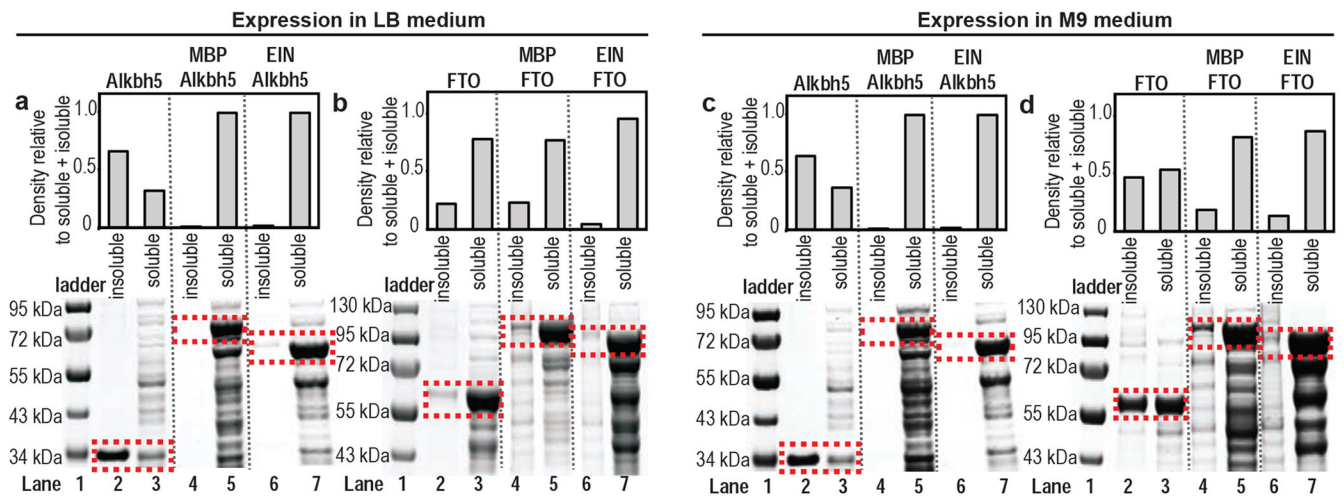 Expression in LB medium
Expression in M9 medium
MBP EIN MBP EIN MBP EIN MBP EIN
Alkbh5 Alkbh5 Alkbh5 FTO FTO FTO Alkbh5 Alkbh5 Alkbh5 FTO FTO FTO
a b c d
Density relative
to soluble + isoluble
1.0
0.5
0
Density relative
to soluble + isoluble
1.0
0.5
0
Density relative
to soluble + isoluble
1.0
0.5
0
Density relative
to soluble + isoluble
1.0
0.5
0
ladder insoluble soluble insoluble soluble insoluble soluble
ladder insoluble soluble insoluble soluble insoluble soluble
ladder insoluble soluble insoluble soluble insoluble soluble
ladder insoluble soluble insoluble soluble insoluble soluble
95 kDa
72 kDa
55 kDa
43 kDa
34 kDa
130 kDa
95 kDa
72 kDa
55 kDa
43 kDa
95 kDa
72 kDa
55 kDa
43 kDa
34 kDa
130 kDa
95 kDa
72 kDa
55 kDa
43 kDa
Lane 1 2 3 4 5 6 7 1 2 3 4 5 6 7
Lane 1 2 3 4 5 6 7 1 2 3 4 5 6 7